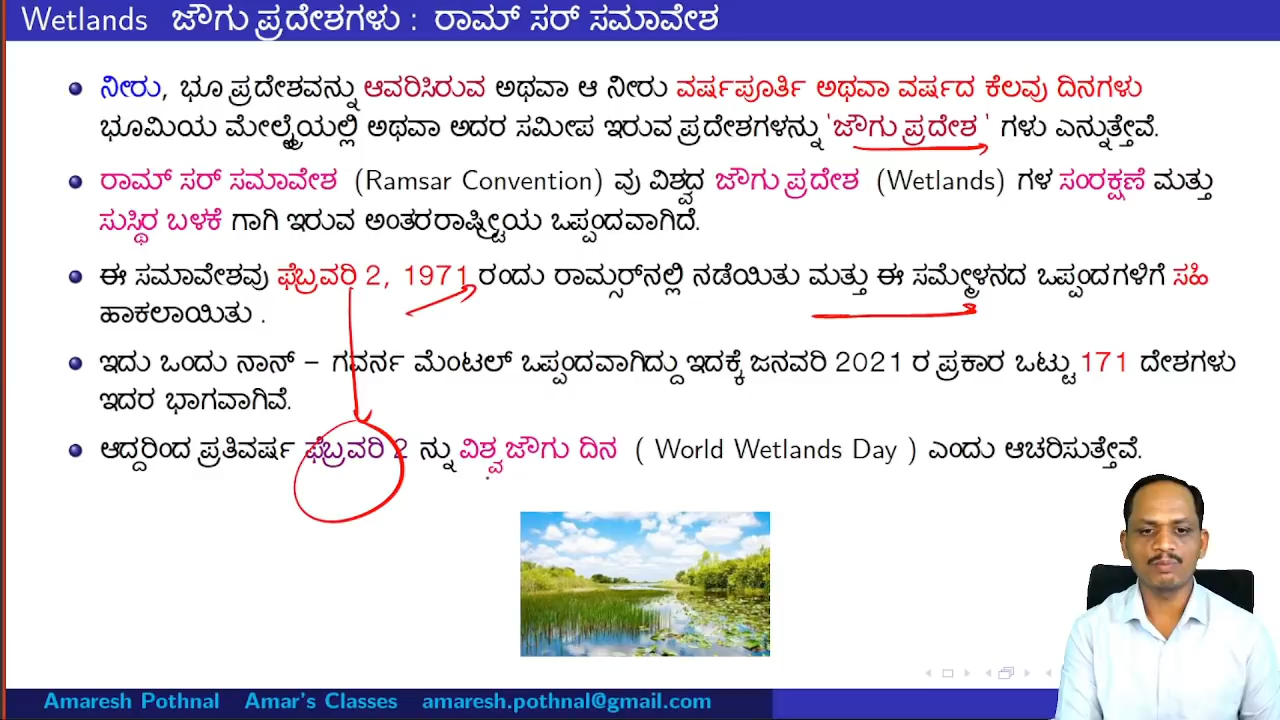 Wetlands ಜೌಗು ಪ್ರದೇಶಗಳು : ರಾಮ್ ಸರ್ ಸಮಾವೇಶ
ನೀರು, ಭೂ ಪ್ರದೇಶವನ್ನು ಆವರಿಸಿರುವ ಅಥವಾ ಆ ನೀರು ವರ್ಷಪೂರ್ತಿ ಅಥವಾ ವರ್ಷದ ಕೆಲವು ದಿನಗಳು
ಭೂಮಿಯ ಮೇಲ್ಮೈಯಲ್ಲಿ ಅಥವಾ ಅದರ ಸಮೀಪ ಇರುವ ಪ್ರದೇಶಗಳನ್ನು 'ಜೌಗು ಪ್ರದೇಶ ' ಗಳು ಎನ್ನುತ್ತೇವೆ.
ರಾಮ್ ಸರ್ ಸಮಾವೇಶ (Ramsar Convention) ವು ವಿಶ್ವದ ಜೌಗು ಪ್ರದೇಶ (Wetlands) ಗಳ ಸಂರಕ್ಷಣೆ ಮತ್ತು
ಸುಸ್ಥಿರ ಬಳಕೆ ಗಾಗಿ ಇರುವ ಅಂತರರಾಷ್ಟ್ರೀಯ ಒಪ್ಪಂದವಾಗಿದೆ.
ಈ ಸಮಾವೇಶವು ಫೆಬ್ರವರಿ 2, 1971 ರಂದು ರಾಮ್ಸರ್‌ನಲ್ಲಿ ನಡೆಯಿತು ಮತ್ತು ಈ ಸಮ್ಮೇಳನದ ಒಪ್ಪಂದಗಳಿಗೆ ಸಹಿ
ಹಾಕಲಾಯಿತು .
ಇದು ಒಂದು ನಾನ್ – ಗವರ್ನ ಮೆಂಟಲ್ ಒಪ್ಪಂದವಾಗಿದ್ದು ಇದಕ್ಕೆ ಜನವರಿ 2021 ರ ಪ್ರಕಾರ ಒಟ್ಟು 171 ದೇಶಗಳು
ಇದರ ಭಾಗವಾಗಿವೆ.
ಆದ್ದರಿಂದ ಪ್ರತಿವರ್ಷ ಫೆಬ್ರವರಿ 2 ನ್ನು ವಿಶ್ವ ಜೌಗು ದಿನ ( World Wetlands Day ) ಎಂದು ಆಚರಿಸುತ್ತೇವೆ.
Amaresh Pothnal Amar's Classes amaresh.pothnal@gmail.com